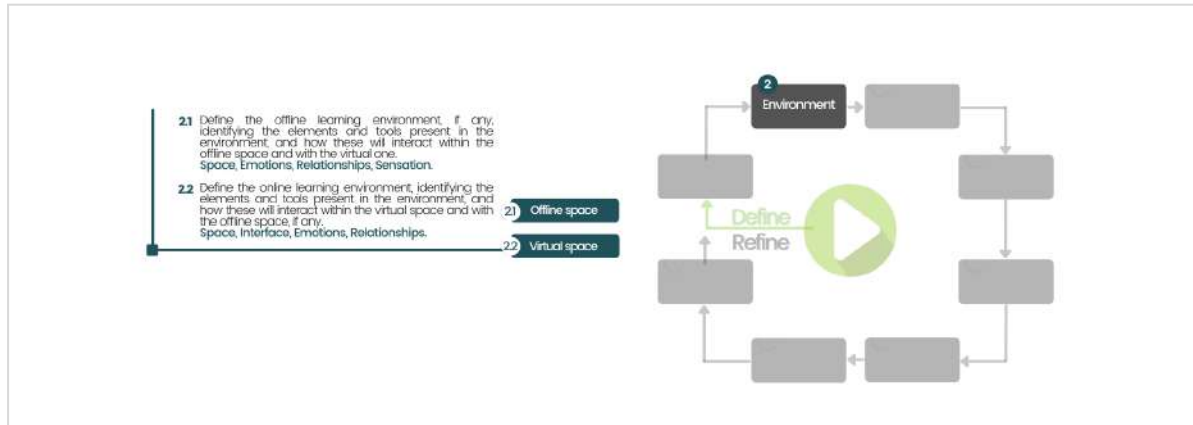 2.1 Define the offline learning environment, if any,
identifying the elements and tools present in the
environment, and how these will interact within the
offline space and with the virtual one.
Space, Emotions, Relationships, Sensation.
2.2 Define the online learning environment, identifying the
elements and tools present in the environment, and
how these will interact within the virtual space and with
the offline space, if any.
Space, Interface, Emotions, Relationships.
2.1 Offline space
2.2 Virtual space
2
Environment
Define
Refine